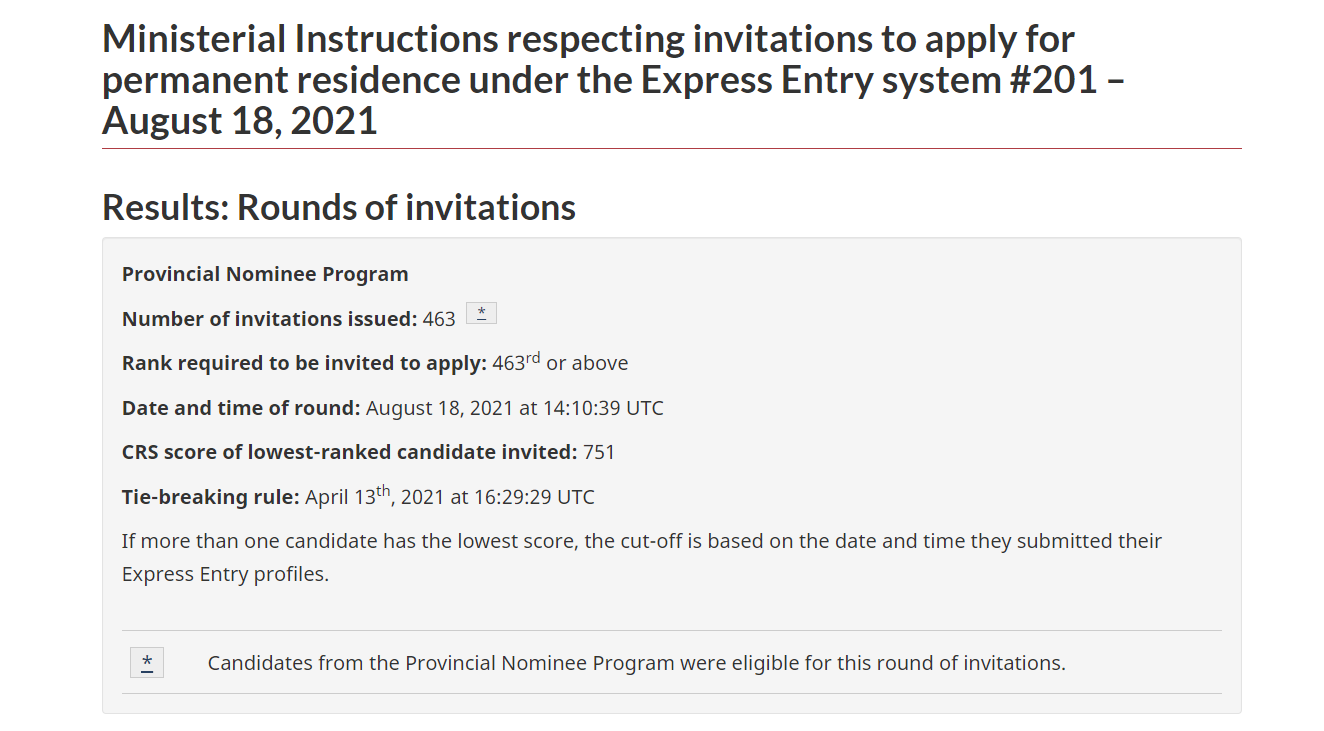 Ministerial Instructions respecting invitations to apply for
permanent residence under the Express Entry system #201 –
August 18, 2021
Results: Rounds of invitations
Provincial Nominee Program
Number of invitations issued: 463 *
Rank required to be invited to apply: 463rd or above
Date and time of round: August 18, 2021 at 14:10:39 UTC
CRS score of lowest-ranked candidate invited: 751
Tie-breaking rule: April 13th, 2021 at 16:29:29 UTC
If more than one candidate has the lowest score, the cut-off is based on the date and time they submitted their
Express Entry profiles.
* Candidates from the Provincial Nominee Program were eligible for this round of invitations.